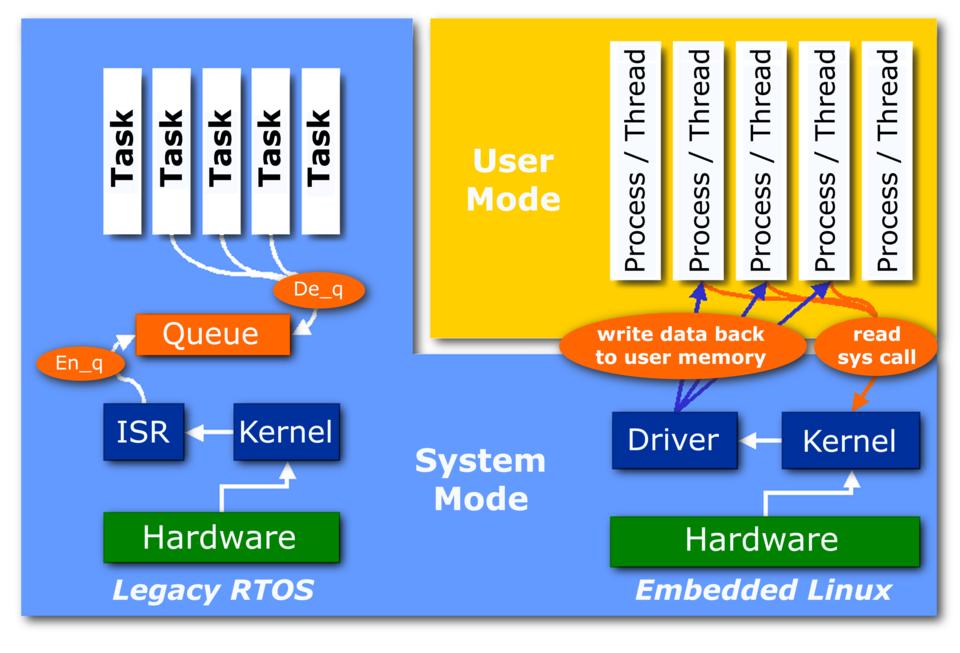 Task
Task
Task
Task
Task
De_q
Queue
En_q
ISR
Kernel
Hardware
Legacy RTOS
User
Mode
System
Mode
Process / Thread
Process / Thread
Process / Thread
Process / Thread
Process / Thread
write data back
to user memory
read
sys call
Driver
Kernel
Hardware
Embedded Linux